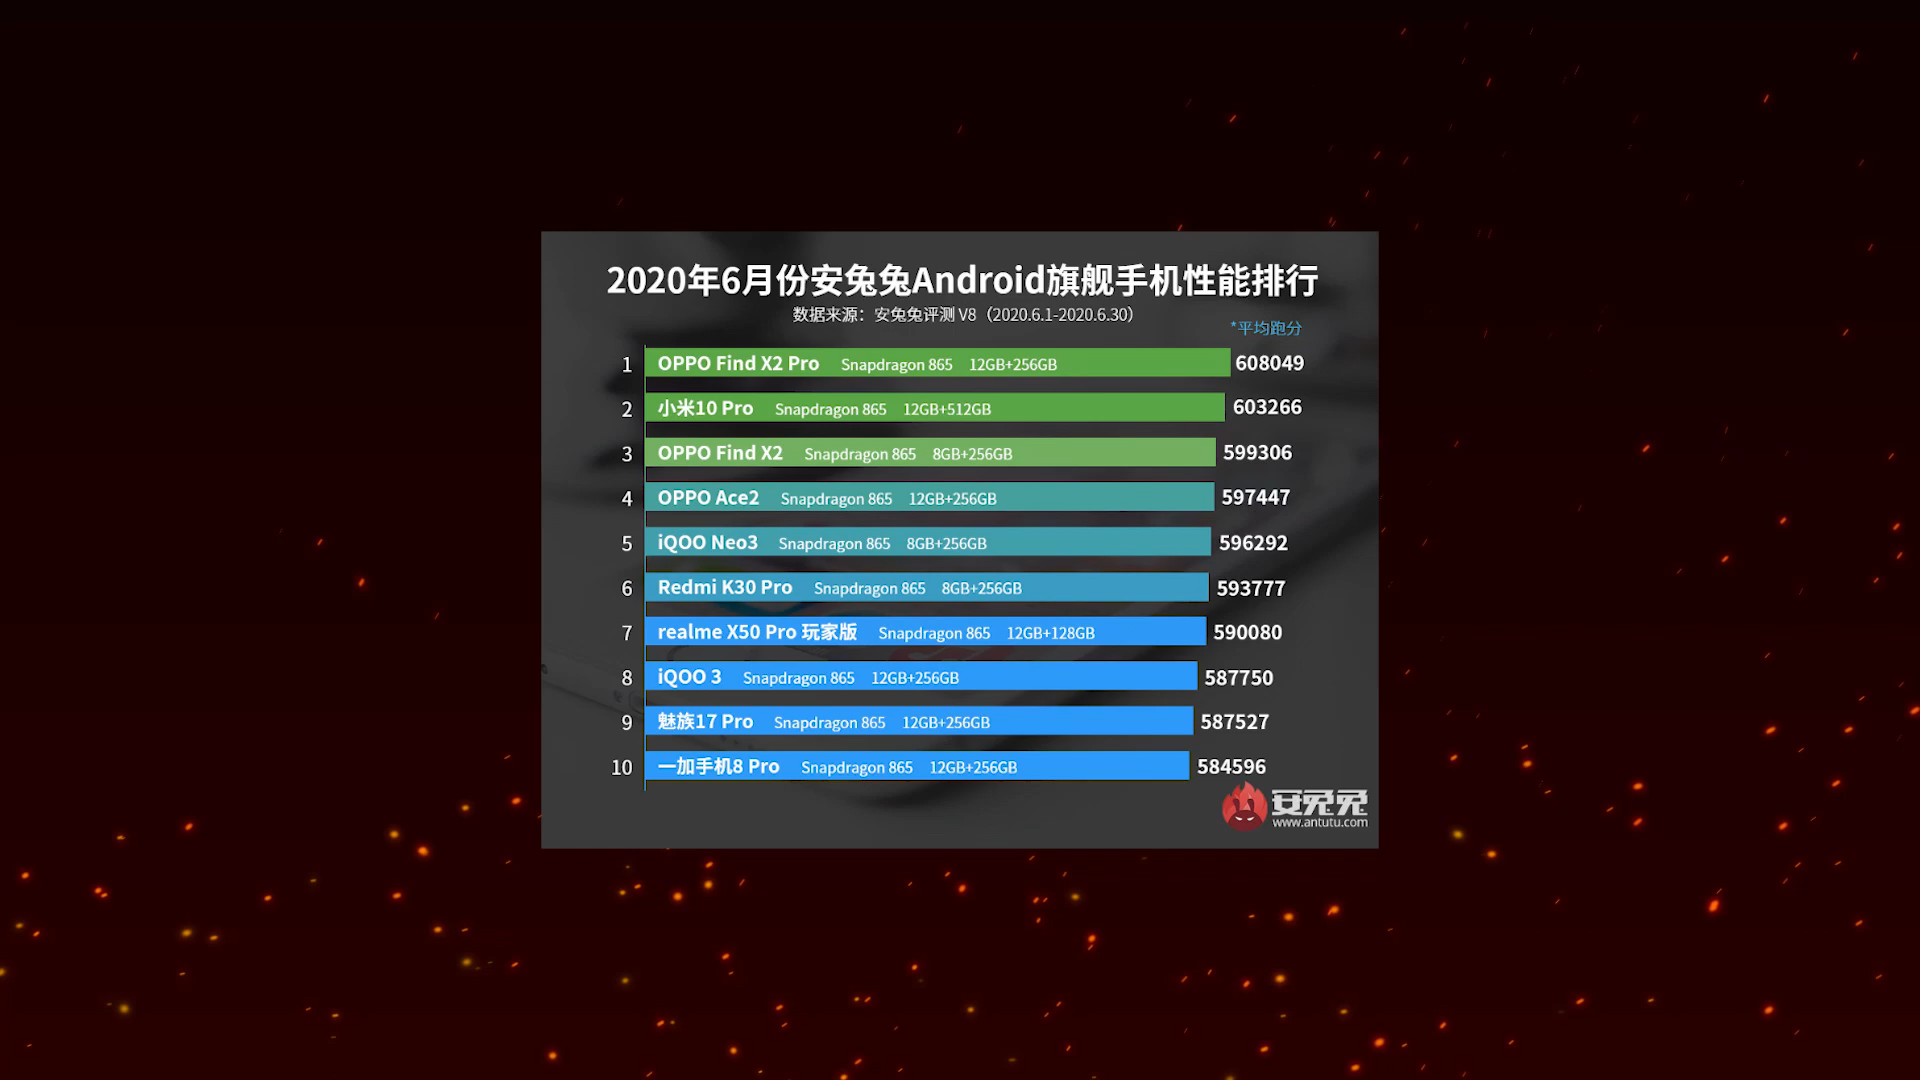 2020年6月份安兔兔Android旗舰手机性能排行
数据来源：安兔兔评测 V8（2020.6.1-2020.6.30）
*平均跑分
1 OPPO Find X2 Pro Snapdragon 865 12GB+256GB 608049
2 小米10 Pro Snapdragon 865 12GB+512GB 603266
3 OPPO Find X2 Snapdragon 865 8GB+256GB 599306
4 OPPO Ace2 Snapdragon 865 12GB+256GB 597447
5 iQOO Neo3 Snapdragon 865 8GB+256GB 596292
6 Redmi K30 Pro Snapdragon 865 8GB+256GB 593777
7 realme X50 Pro 玩家版 Snapdragon 865 12GB+128GB 590080
8 iQOO 3 Snapdragon 865 12GB+256GB 587750
9 魅族17 Pro Snapdragon 865 12GB+256GB 587527
10 一加手机8 Pro Snapdragon 865 12GB+256GB 584596
安兔兔
www.antutu.com